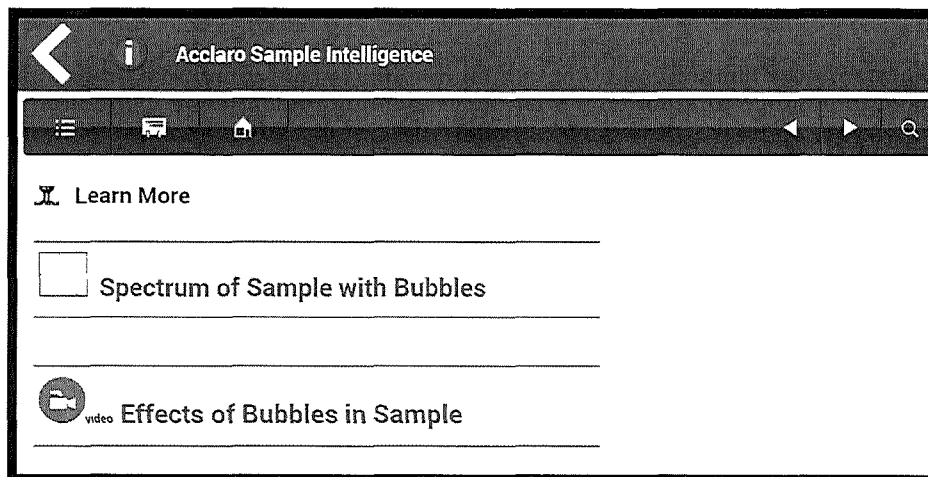 Acclaro Sample Intelligence
Learn More
Spectrum of Sample with Bubbles
video Effects of Bubbles in Sample